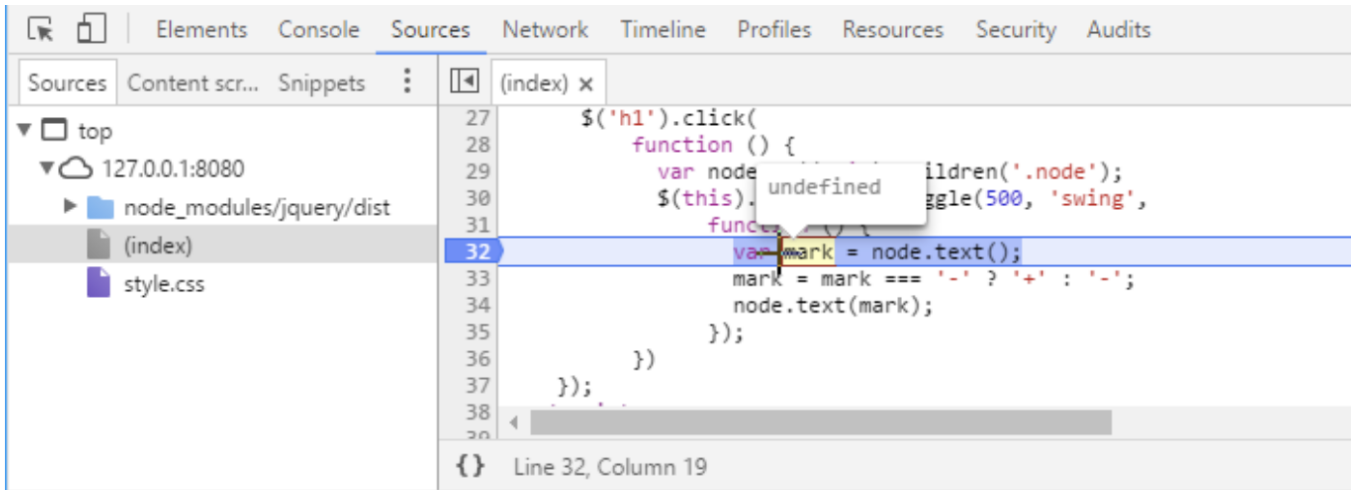 Elements Console Sources Network Timeline Profiles Resources Security Audits
Sources Content scr... Snippets
(index) ×
top
127.0.0.1:8080
node_modules/jquery/dist
(index)
style.css
27 $('h1').click(
28 function () {
29 var node ildren('.node');
undefined
30 $(this). ggle(500, 'swing',
31 funct () {
32 var mark = node.text();
33 mark = mark === '-' ? '+' : '-';
34 node.text(mark);
35 });
36 })
37 });
38
39
{} Line 32, Column 19